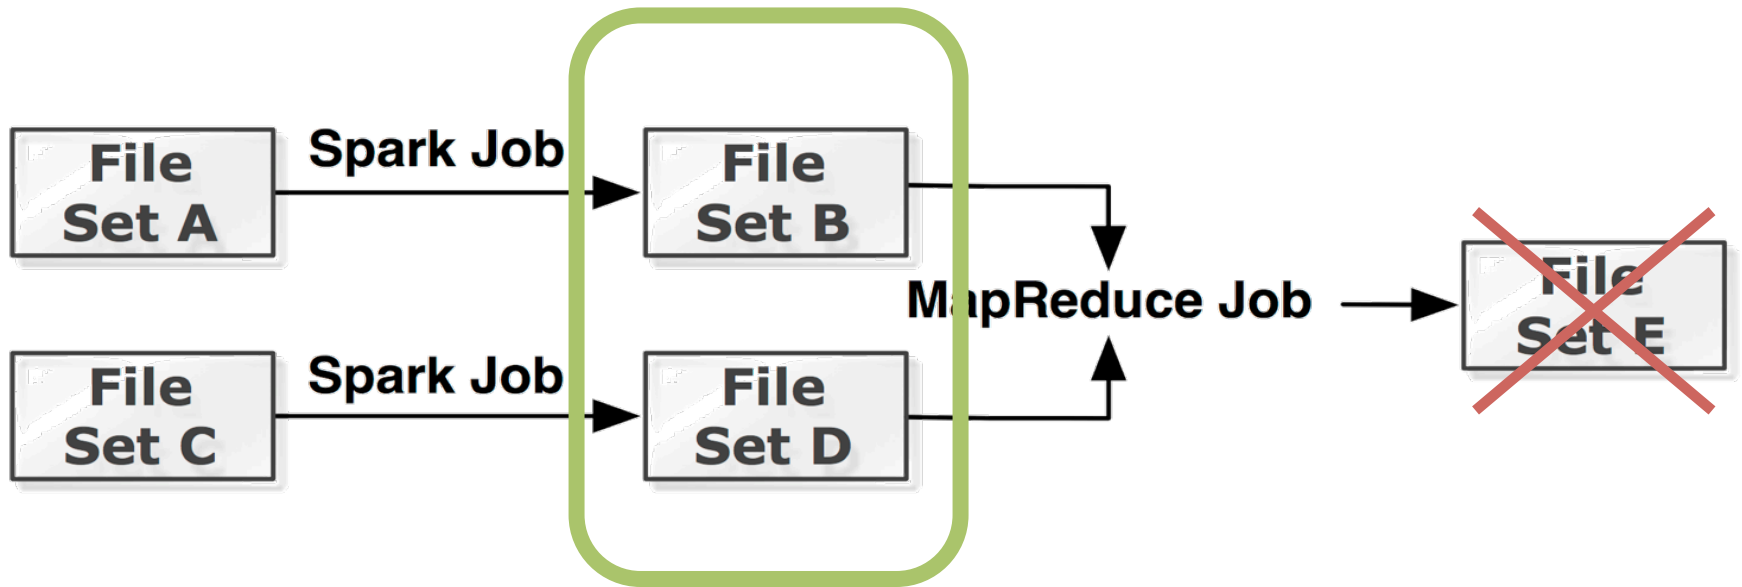 File
Set A
Spark Job
File
Set B
File
Set C
Spark Job
File
Set D
MapReduce Job
File
Set E